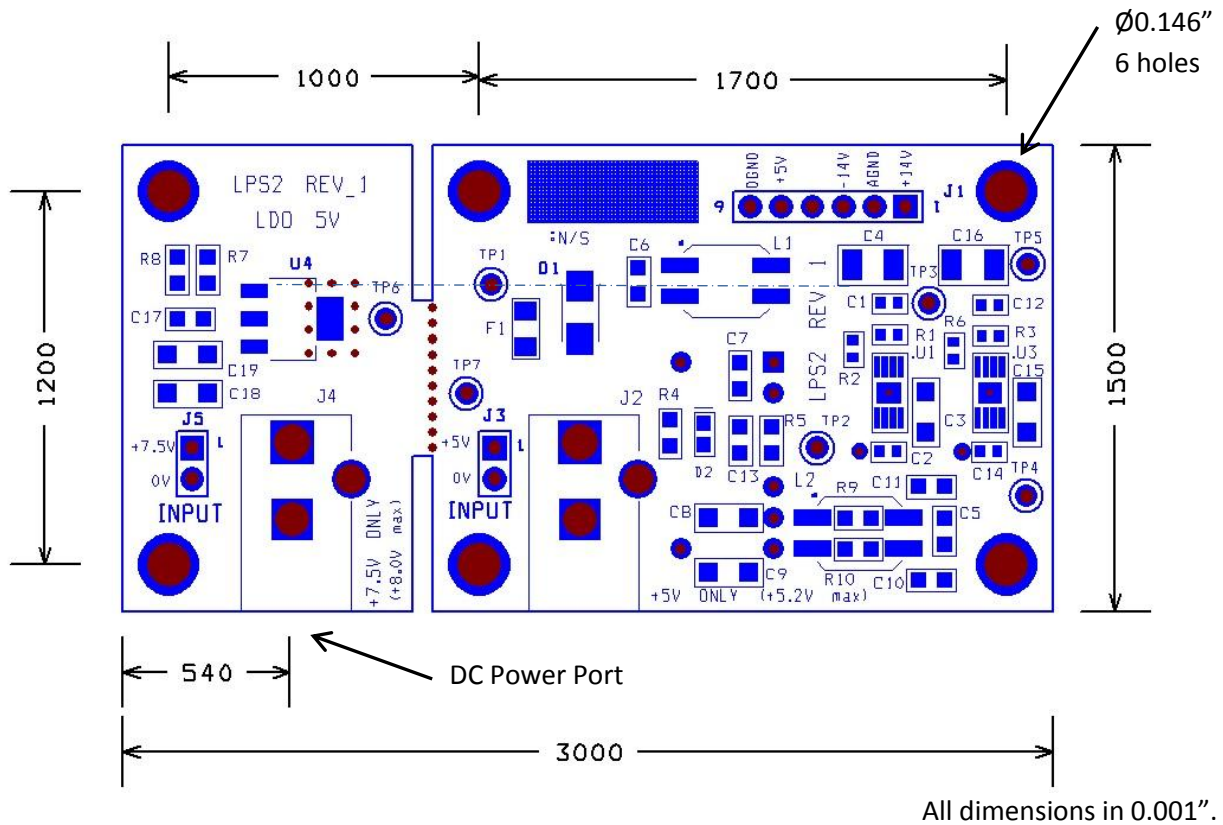 Ø0.146”
6 holes
1000
1700
1200
1500
540
3000
DC Power Port
All dimensions in 0.001”.
LPS2 REV_1
LDO 5V
R8
R7
U4
TP6
C17
C19
C18
J4
J5
+7.5V
1
0V
INPUT
+7.5V ONLY
(+8.0V max)
TP1
D1
S/N:
C6
L1
DGND
+5V
-14V
AGND
+14V
J1
6
1
C4
C16
TP5
TP3
F1
C1
C12
R1
R6
R3
U1
U3
R2
C7
LPS2 REV 1
C15
TP7
J3
+5V
1
0V
INPUT
J2
R4
D2
C13
R5
TP2
C3
C2
C14
TP4
L2
C11
R9
C8
C5
C9
R10
C10
+5V ONLY (+5.2V max)